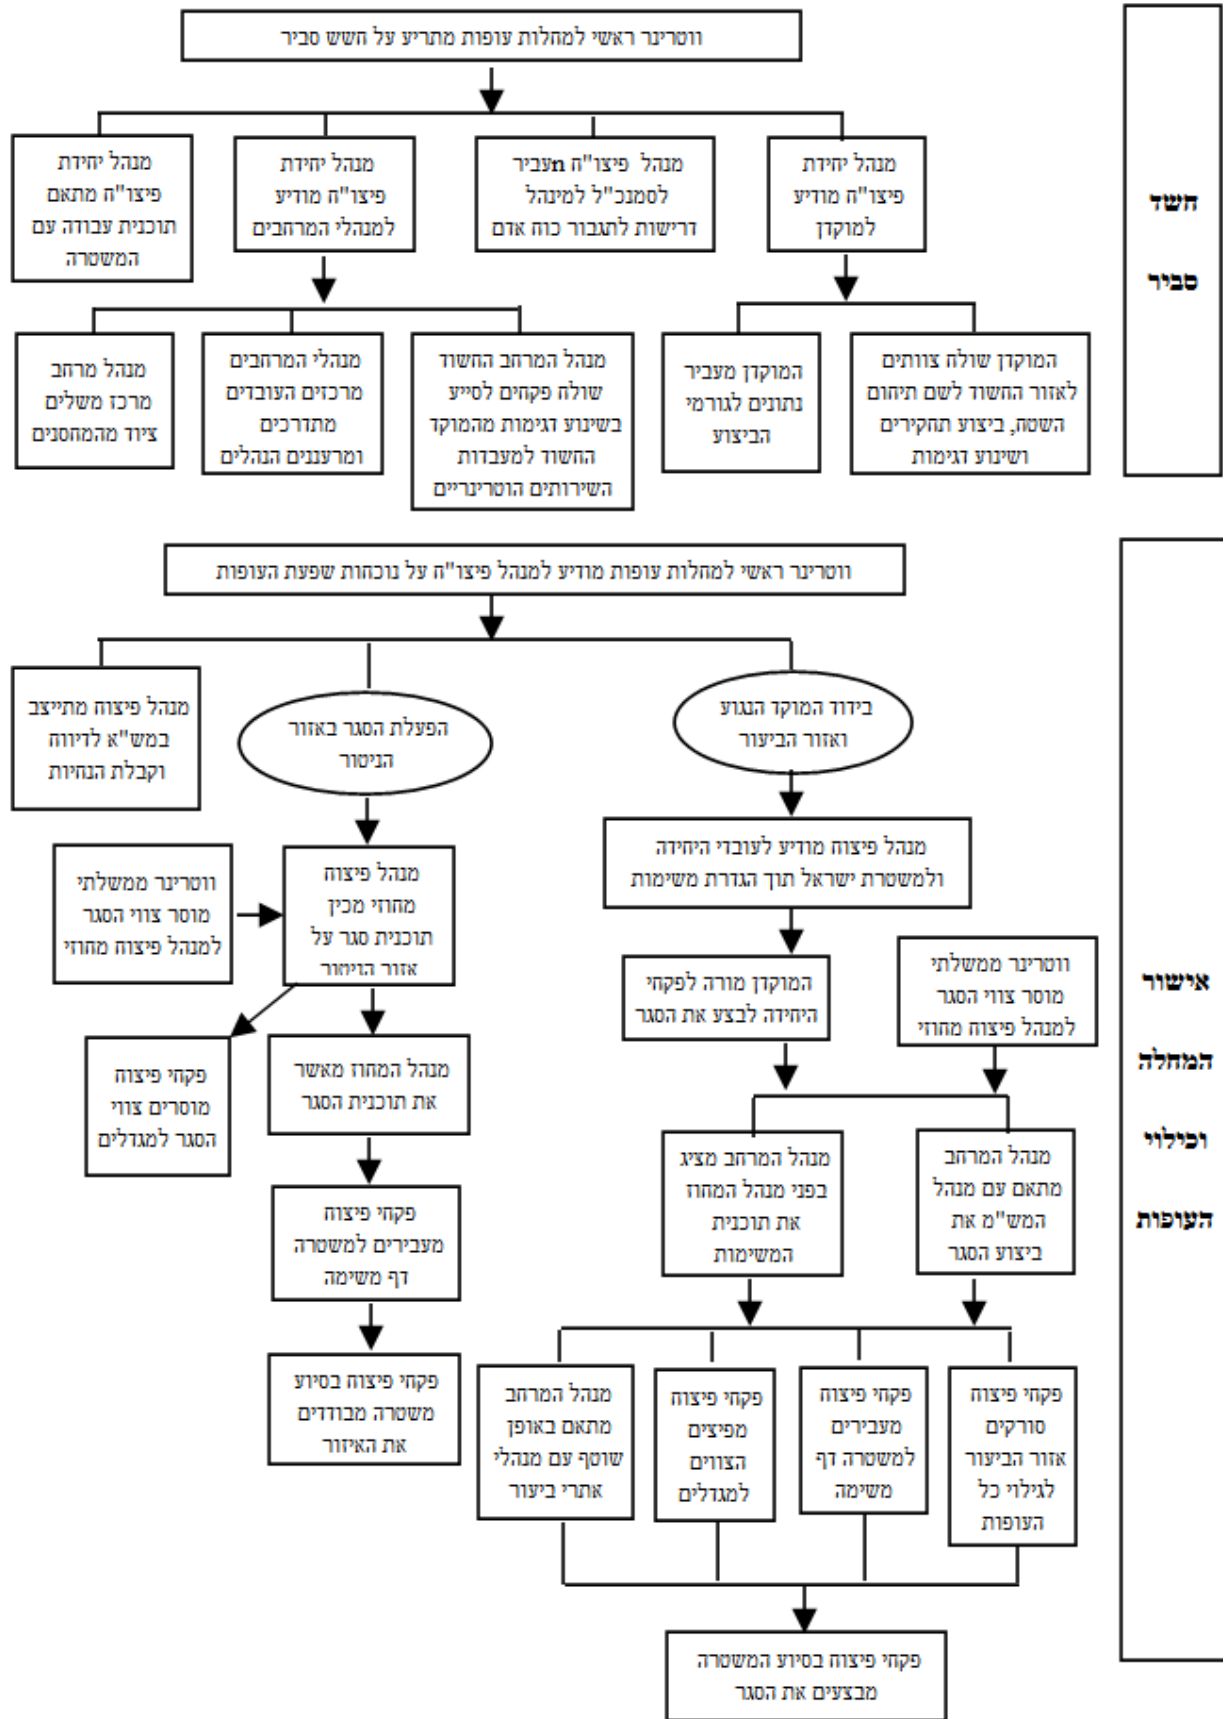 ווטרינר ראשי למחלות עופות מתריע על חשש סביר
חשד
סביר
מנהל יחידת
פיצו"ח מודיע
למוקדן
מנהל פיצו"ח nעביר
לסמנכ"ל למינהל
דרישות לתגבור כוח אדם
מנהל יחידת
פיצו"ח מודיע
למנהלי המרחבים
מנהל יחידת
פיצו"ח מתאם
תוכנית עבודה עם
המשטרה
המוקדן שולח צוותים
לאזור החשוד לשם תיחום
השטח, ביצוע תחקירים
ושינוע דגימות
המוקדן מעביר
נתונים לגורמי
הביצוע
מנהל המרחב החשוד
שולח פקחים לסייע
בשינוע דגימות מהמוקד
החשוד למעבדות
השירותים הוטרינריים
מנהלי המרחבים
מרכזים העובדים
מתדרכים
ומרעננים הנהלים
מנהל מרחב
מרכז משלים
ציוד מהמחסנים
ווטרינר ראשי למחלות עופות מודיע למנהל פיצו"ח על נוכחות שפעת העופות
אישור
המחלה
וכילוי
העופות
בידוד המוקד הנגוע
ואזור הביעור
הפעלת הסגר באזור
הניטור
מנהל פיצוח מתייצב
במש"א לדיווח
וקבלת הנחיות
מנהל פיצוח מודיע לעובדי היחידה
ולמשטרת ישראל תוך הגדרת משימות
מנהל פיצוח
מחוזי מכין
תוכנית סגר על
אזור הניטור
ווטרינר ממשלתי
מוסר צווי הסגר
למנהל פיצוח מחוזי
ווטרינר ממשלתי
מוסר צווי הסגר
למנהל פיצוח מחוזי
המוקדן מורה לפקחי
היחידה לבצע את הסגר
מנהל המחוז מאשר
את תוכנית הסגר
פקחי פיצוח
מוסרים צווי
הסגר למגדלים
מנהל המרחב
מתאם עם מנהל
המש"מ את
ביצוע הסגר
מנהל המרחב מציג
בפני מנהל המחוז
את תוכנית
המשימות
פקחי פיצוח
מעבירים למשטרה
דף משימה
פקחי פיצוח בסיוע
משטרה מבודדים
את האיזור
פקחי פיצוח
סורקים
אזור הביעור
לגילוי כל
העופות
פקחי פיצוח
מעבירים
למשטרה דף
משימה
פקחי פיצוח
מפיצים
הצווים
למגדלים
מנהל המרחב
מתאם באופן
שוטף עם מנהלי
אתרי ביעור
פקחי פיצוח בסיוע המשטרה
מבצעים את הסגר